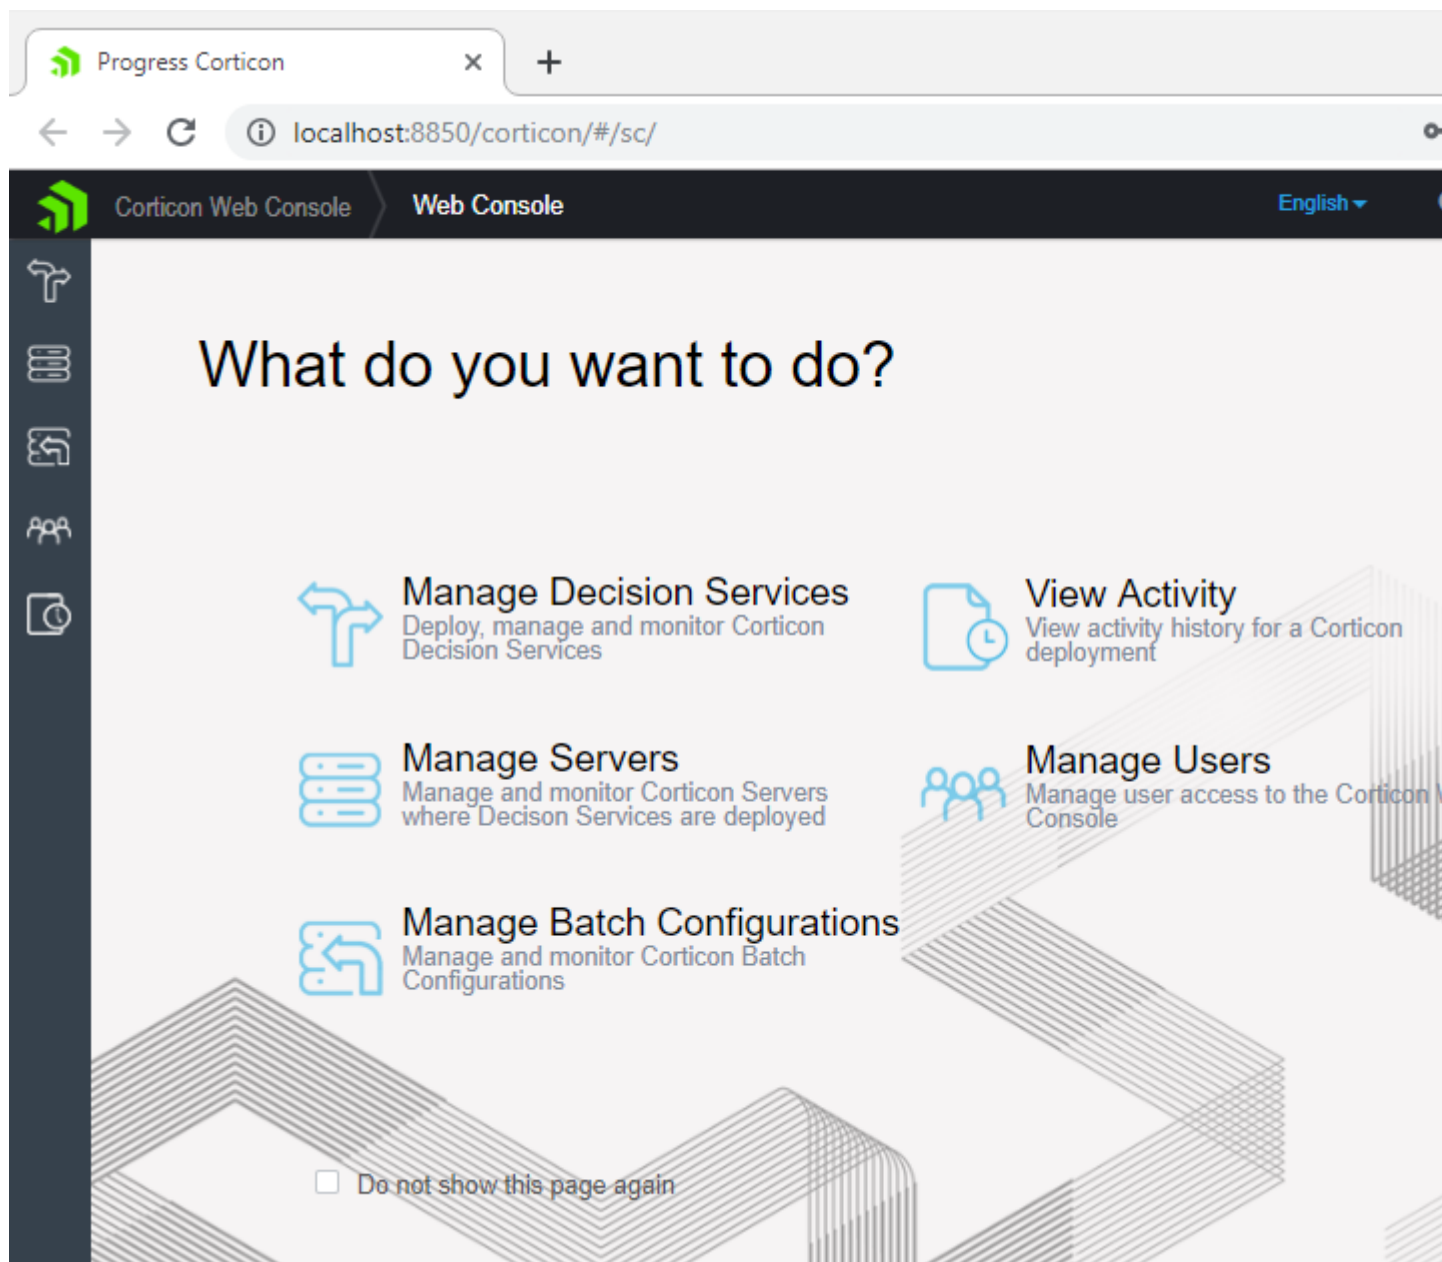 Progress Corticon
localhost:8850/corticon/#/sc/
Corticon Web Console
Web Console
English
What do you want to do?
Manage Decision Services
Deploy, manage and monitor Corticon
Decision Services
View Activity
View activity history for a Corticon
deployment
Manage Servers
Manage and monitor Corticon Servers
where Decison Services are deployed
Manage Users
Manage user access to the Corticon
Console
Manage Batch Configurations
Manage and monitor Corticon Batch
Configurations
Do not show this page again